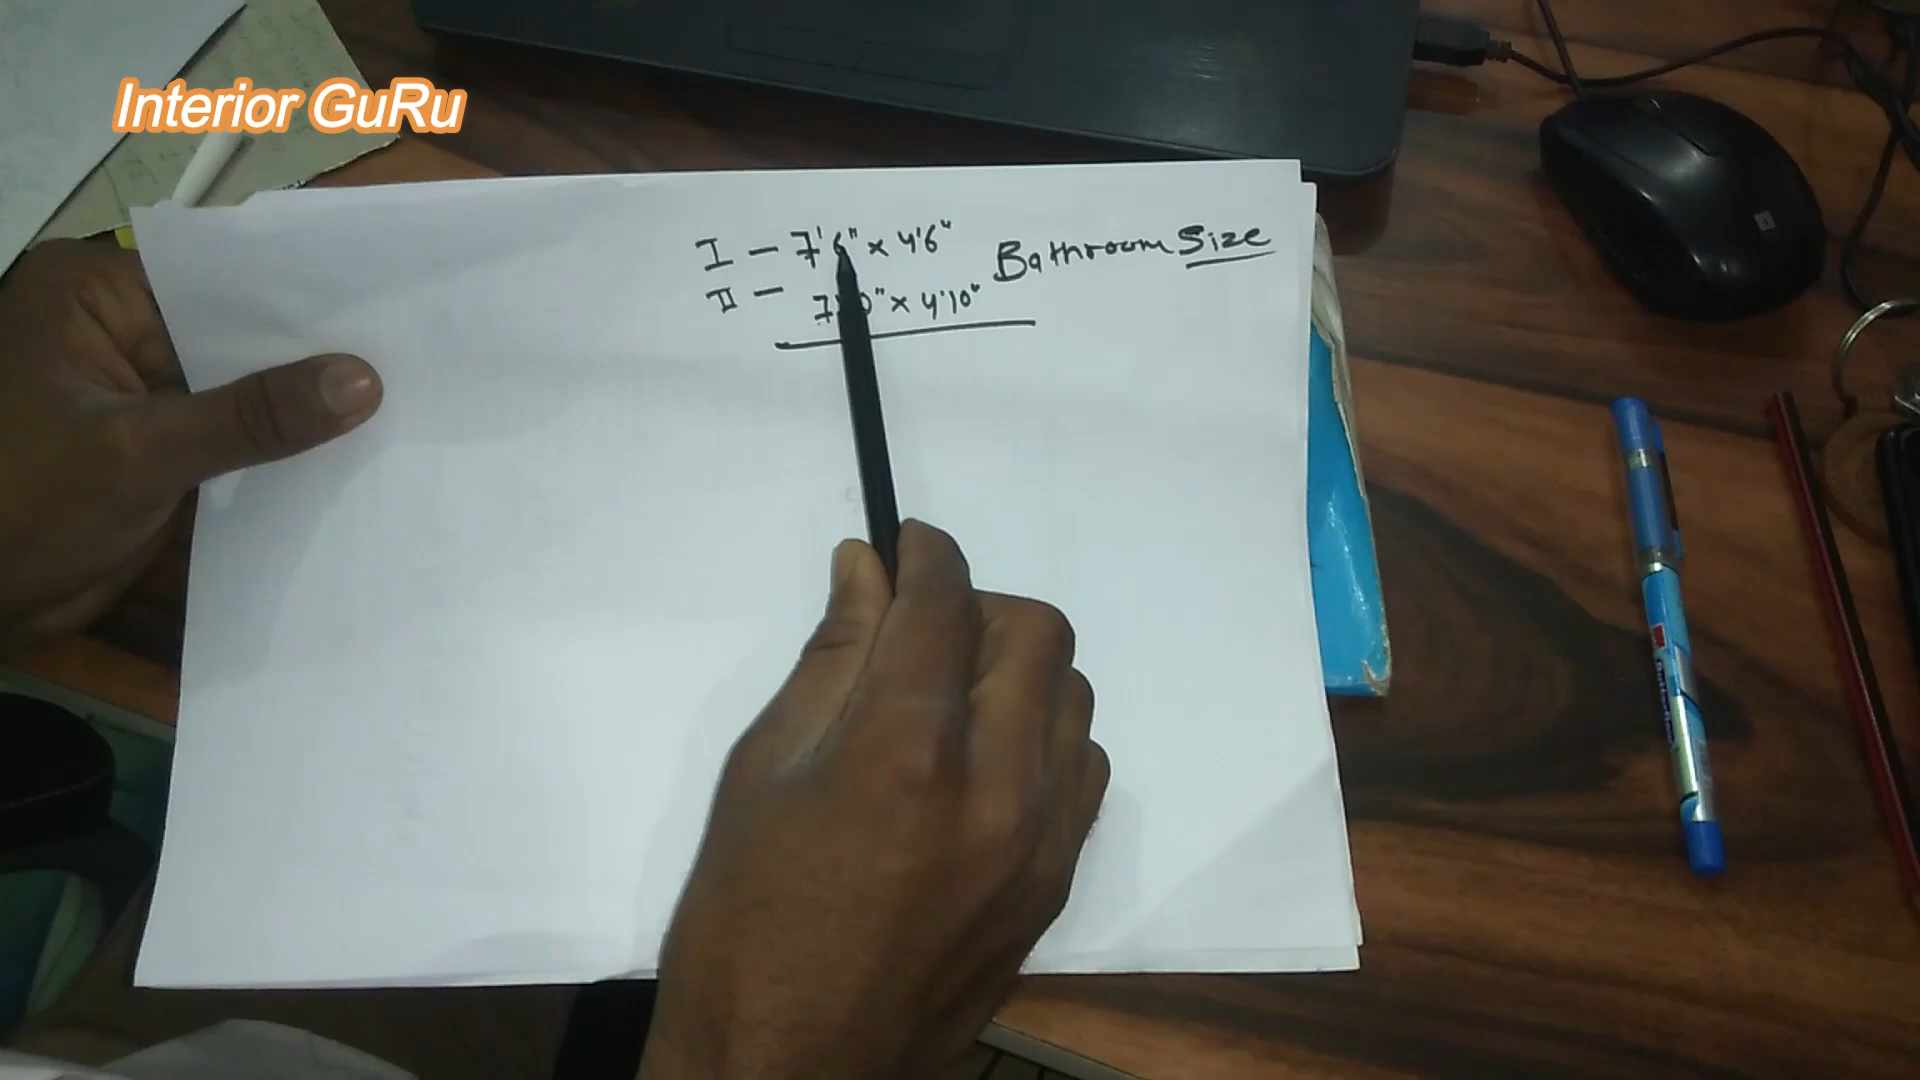 Interior GuRu
I - 7'6" x 4'6" Bathroom Size
II - x 4'10"